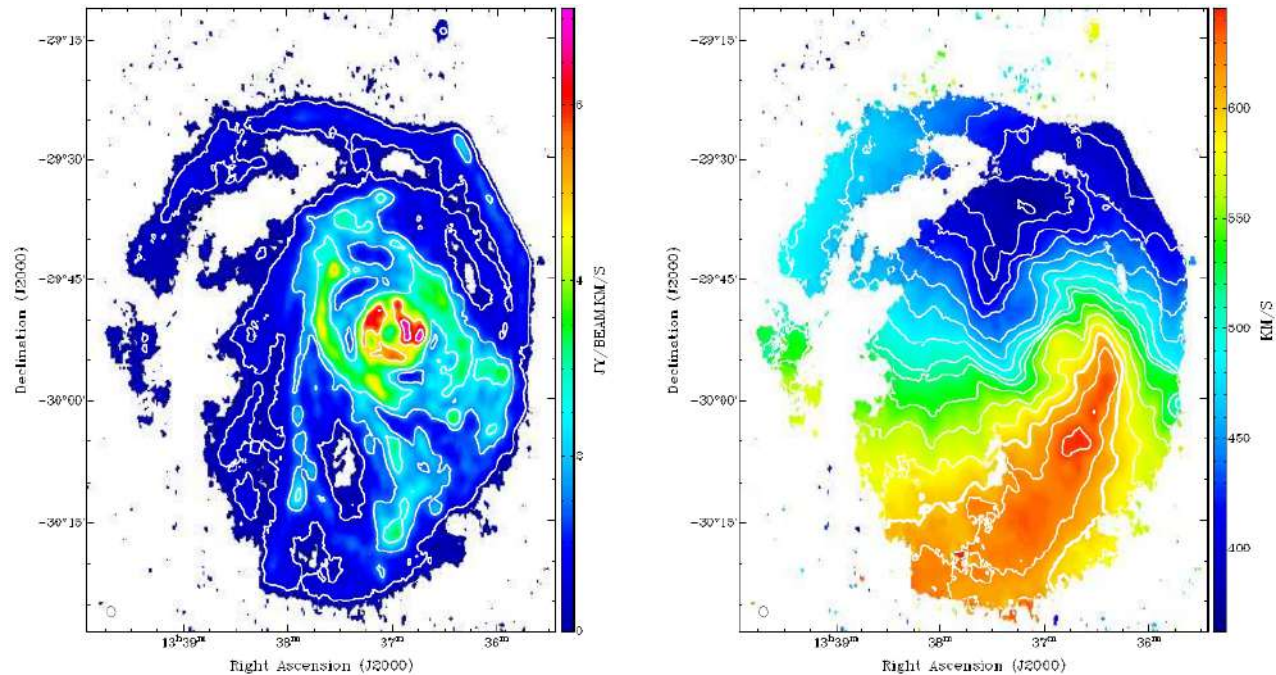 -29°15'
-29°30'
-29°45'
-30°00'
-30°15'
Declination (J2000)
13ʰ39ᵐ
38ᵐ
37ᵐ
36ᵐ
Right Ascension (J2000)
0
2
4
6
JY/BEAM.KM/S
-29°15'
-29°30'
-29°45'
-30°00'
-30°15'
Declination (J2000)
13ʰ39ᵐ
38ᵐ
37ᵐ
36ᵐ
Right Ascension (J2000)
400
450
500
550
600
KM/S